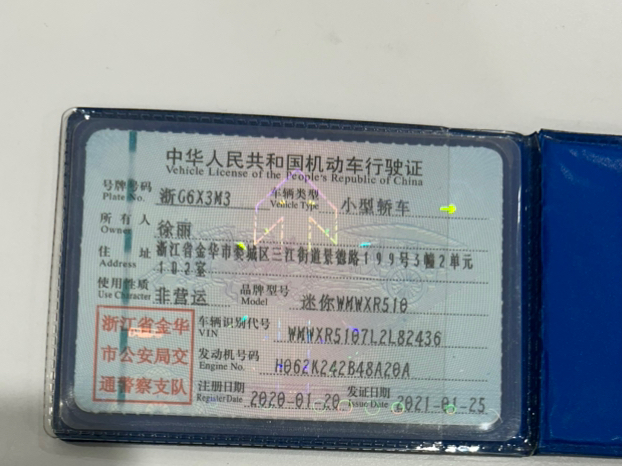 中华人民共和国机动车行驶证
Vehicle License of the People's Republic of China
号牌号码 Plate No. 浙G6X3M3 车辆类型 Vehicle Type 小型轿车
所有人 Owner 徐丽
住址 Address 浙江省金华市婺城区三江街道景德路199号3幢2单元
102室
使用性质 Use Character 非营运 品牌型号 Model 迷你WMWXR510
浙江省金华
市公安局交
通警察支队
车辆识别代号 VIN WMWXR5107L2L82436
发动机号码 Engine No. H062K242B48A20A
注册日期 Register Date 2020-01-20 发证日期 Issue Date 2021-01-25